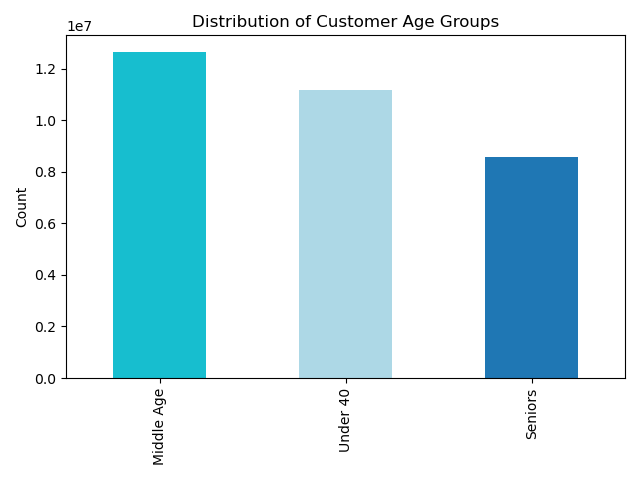 Distribution of Customer Age Groups
1e7
1.2
1.0
0.8
0.6
0.4
0.2
0.0
Count
Middle Age
Under 40
Seniors